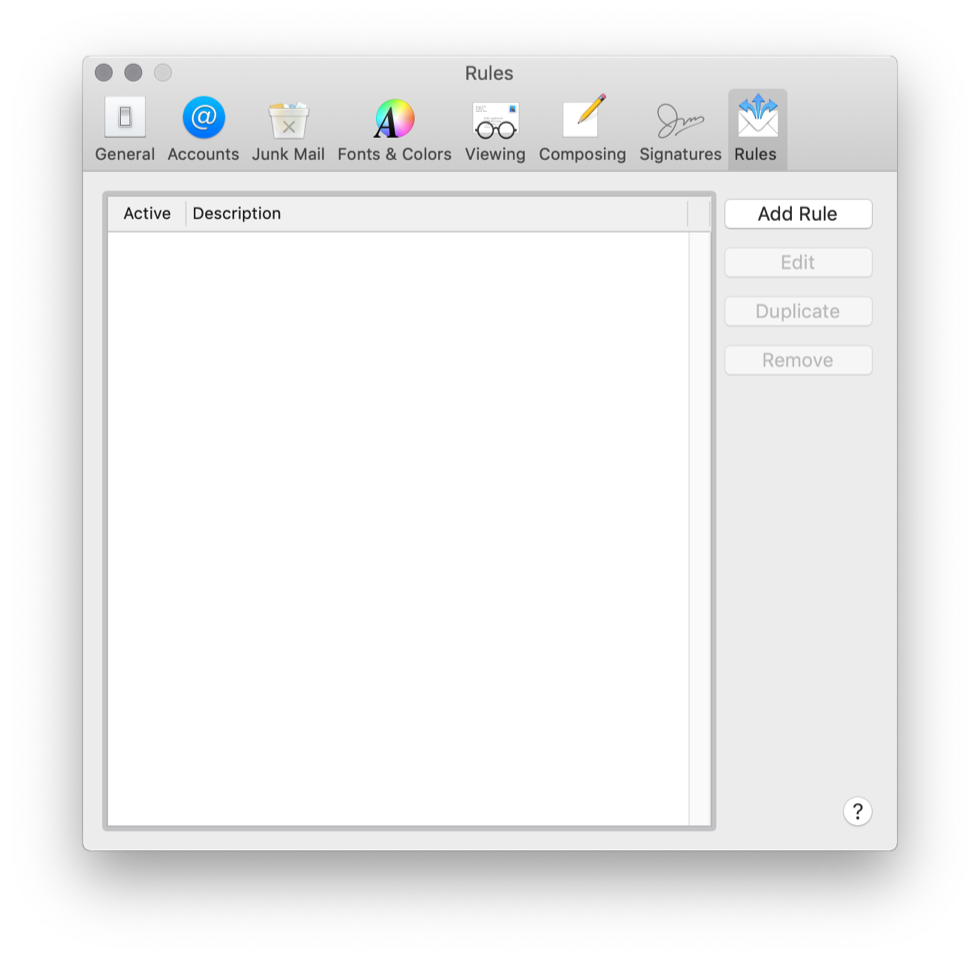 Rules
General Accounts Junk Mail Fonts & Colors Viewing Composing Signatures Rules
Active Description
Add Rule
Edit
Duplicate
Remove
?